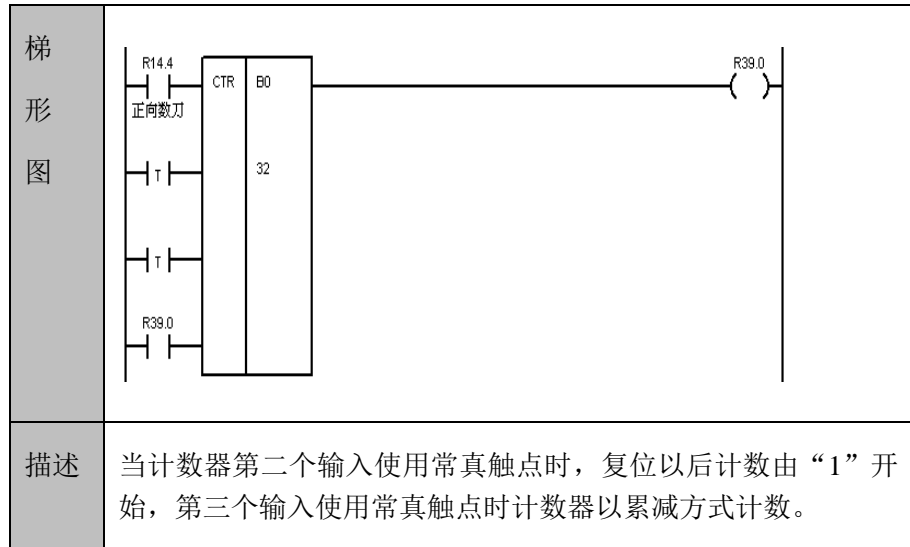 梯
形
图
R14.4
CTR B0
R39.0
正向数刀
T
32
T
R39.0
描述
当计数器第二个输入使用常真触点时，复位以后计数由“1”开
始，第三个输入使用常真触点时计数器以累减方式计数。